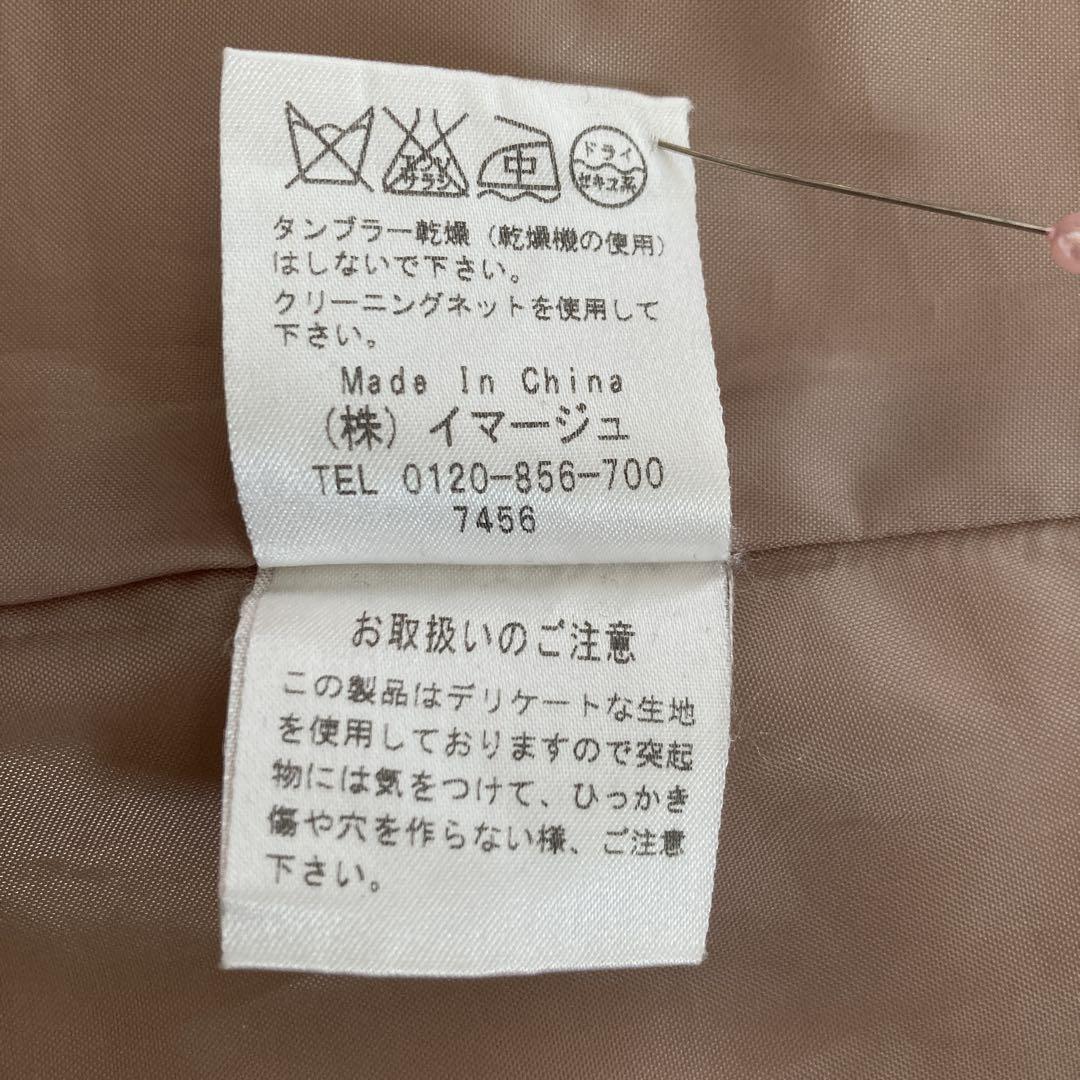 エンソ
サラシ
中
ドライ
セキユ系
タンブラー乾燥（乾燥機の使用）
はしないで下さい。
クリーニングネットを使用して
下さい。
Made In China
（株）イマージュ
TEL 0120-856-700
7456
お取扱いのご注意
この製品はデリケートな生地
を使用しておりますので突起
物には気をつけて、ひっかき
傷や穴を作らない様、ご注意
下さい。